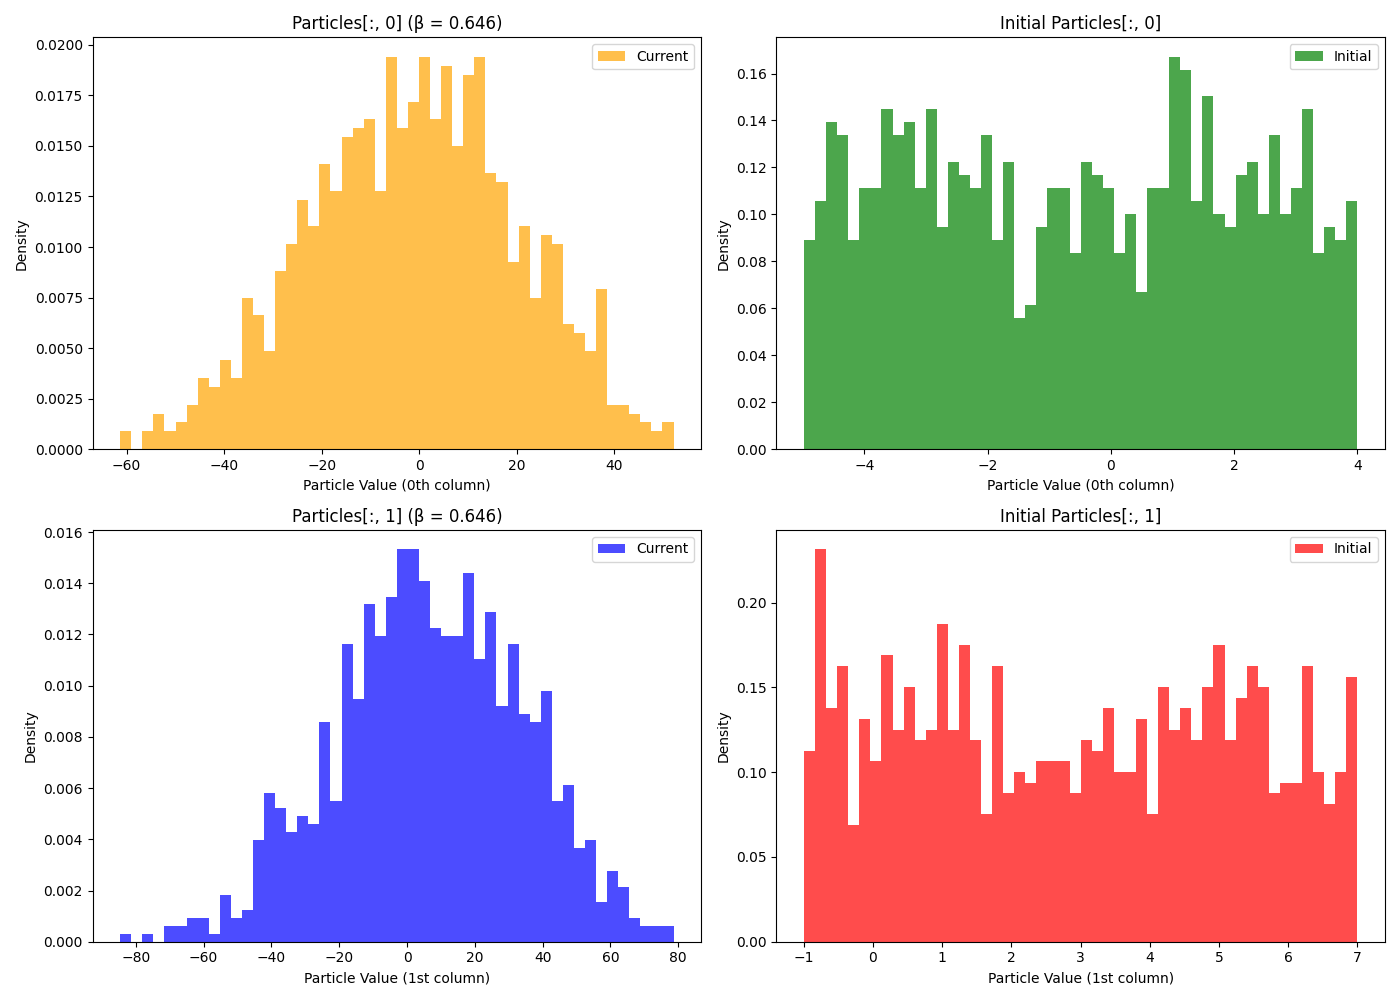 Particles[:, 0] (β = 0.646)
Current
0.0200
0.0175
0.0150
0.0125
0.0100
0.0075
0.0050
0.0025
0.0000
Density
−60 −40 −20 0 20 40
Particle Value (0th column)
Initial Particles[:, 0]
Initial
0.16
0.14
0.12
0.10
0.08
0.06
0.04
0.02
0.00
Density
−4 −2 0 2 4
Particle Value (0th column)
Particles[:, 1] (β = 0.646)
Current
0.016
0.014
0.012
0.010
0.008
0.006
0.004
0.002
0.000
Density
−80 −60 −40 −20 0 20 40 60 80
Particle Value (1st column)
Initial Particles[:, 1]
Initial
0.20
0.15
0.10
0.05
0.00
Density
−1 0 1 2 3 4 5 6 7
Particle Value (1st column)